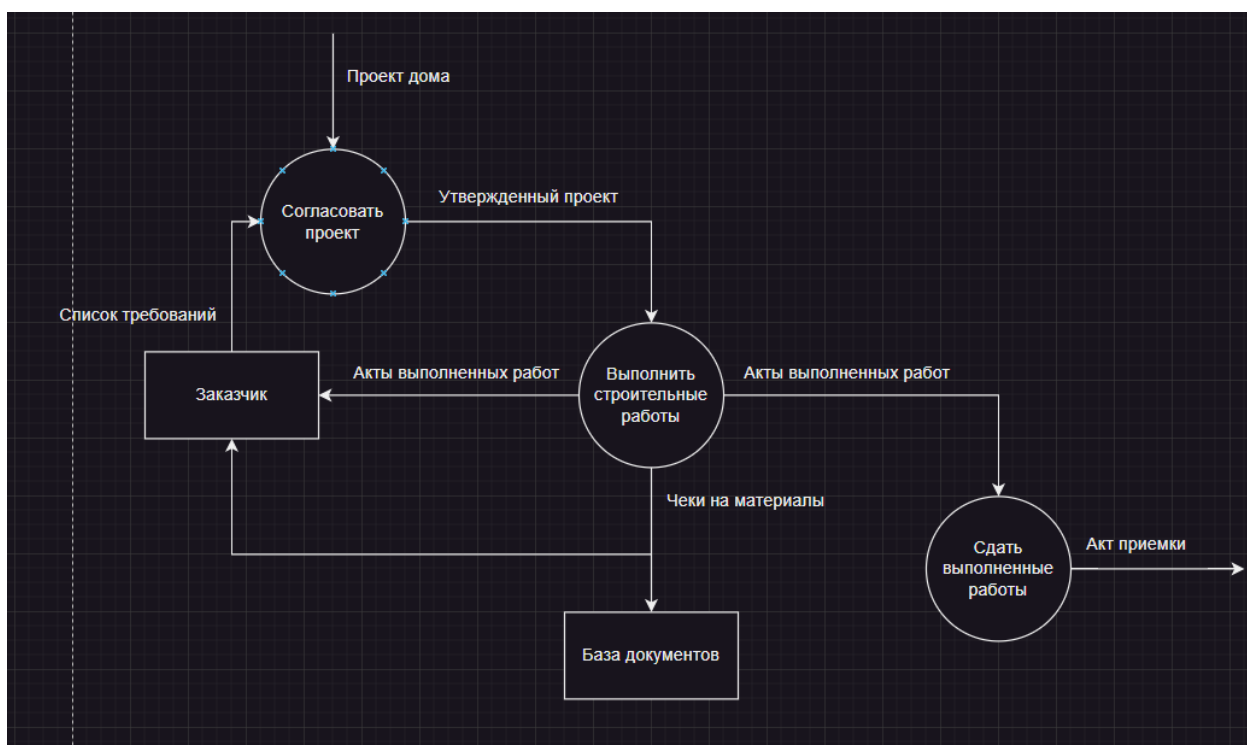 Проект дома
Утвержденный проект
Согласовать
проект
Список требований
Заказчик
Акты выполненных работ
Выполнить
строительные
работы
Акты выполненных работ
Чеки на материалы
Сдать
выполненные
работы
Акт приемки
База документов